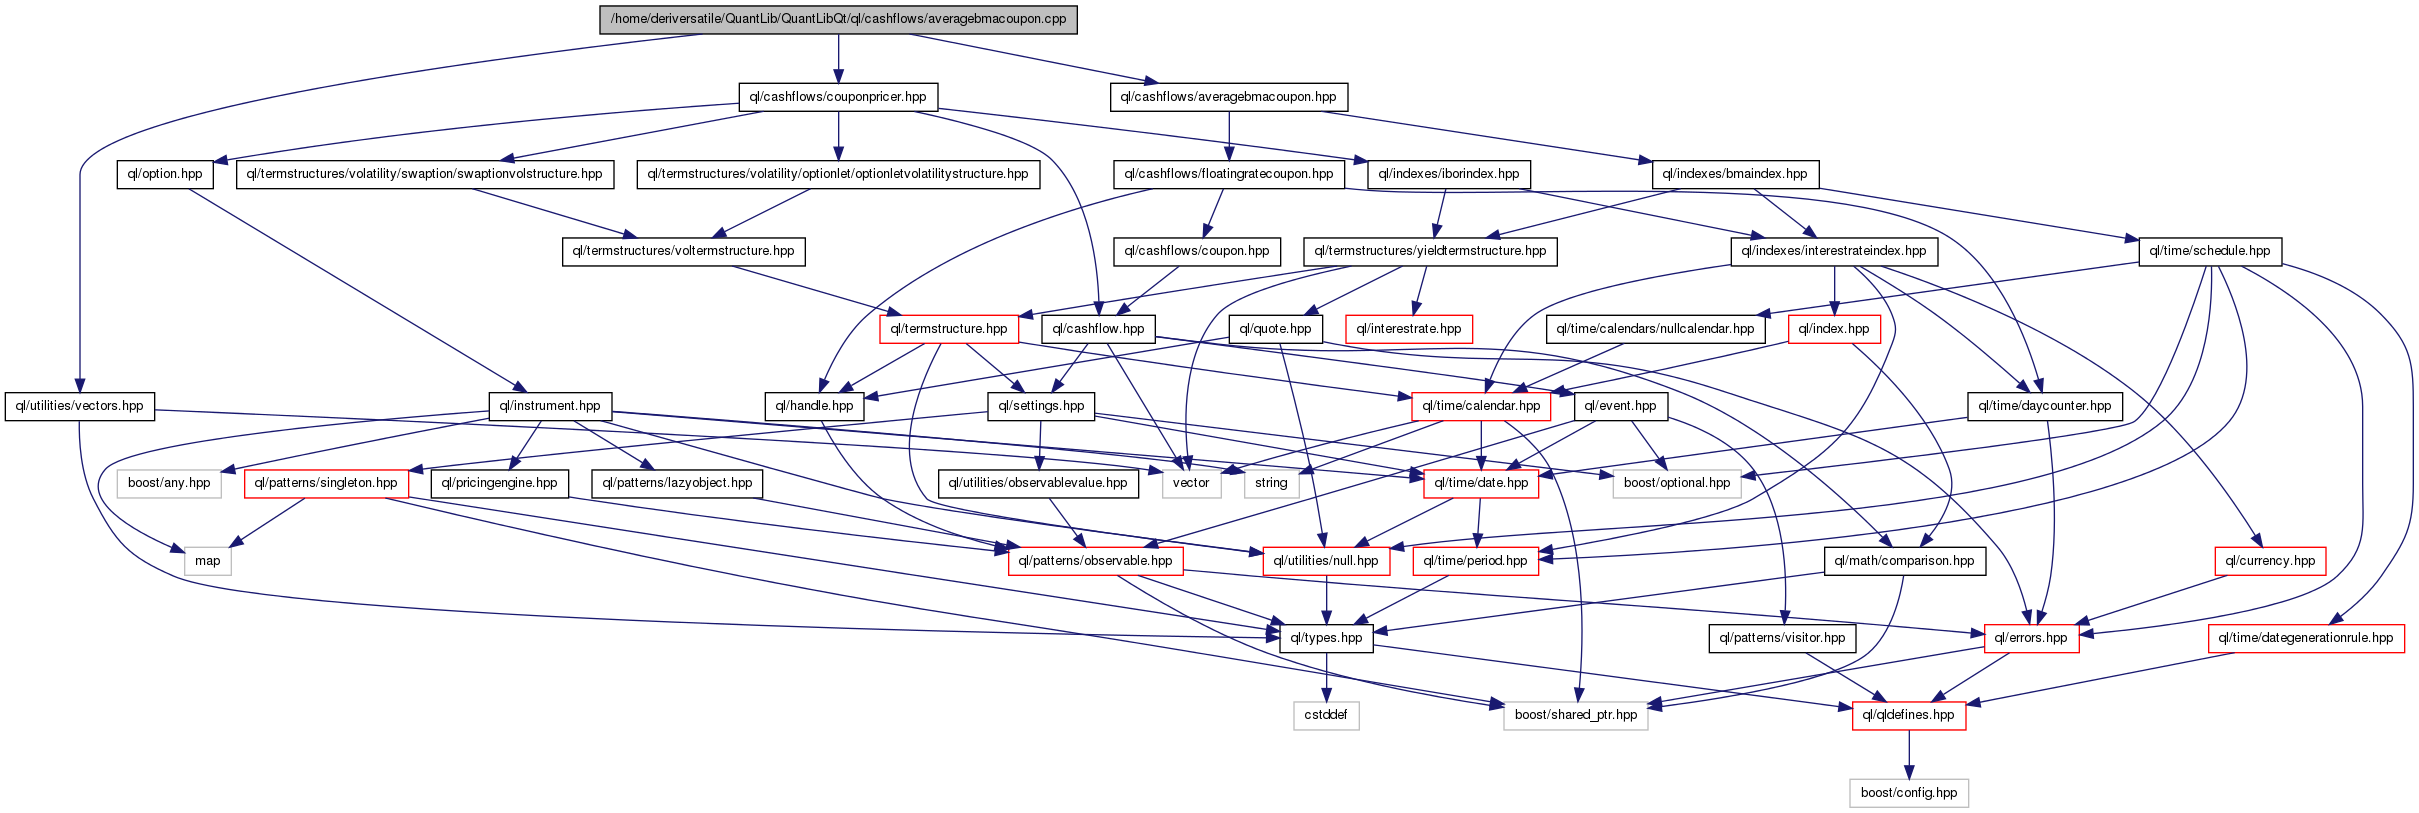 /home/deriversatile/QuantLib/QuantLibQt/ql/cashflows/averagebmacoupon.cpp
ql/cashflows/couponpricer.hpp
ql/cashflows/averagebmacoupon.hpp
ql/option.hpp
ql/termstructures/volatility/swaption/swaptionvolstructure.hpp
ql/termstructures/volatility/optionlet/optionletvolatilitystructure.hpp
ql/cashflows/floatingratecoupon.hpp
ql/indexes/iborindex.hpp
ql/indexes/bmaindex.hpp
ql/termstructures/voltermstructure.hpp
ql/cashflows/coupon.hpp
ql/termstructures/yieldtermstructure.hpp
ql/indexes/interestrateindex.hpp
ql/time/schedule.hpp
ql/termstructure.hpp
ql/cashflow.hpp
ql/quote.hpp
ql/interestrate.hpp
ql/time/calendars/nullcalendar.hpp
ql/index.hpp
ql/utilities/vectors.hpp
ql/instrument.hpp
ql/handle.hpp
ql/settings.hpp
ql/time/calendar.hpp
ql/event.hpp
ql/time/daycounter.hpp
boost/any.hpp
ql/patterns/singleton.hpp
ql/pricingengine.hpp
ql/patterns/lazyobject.hpp
ql/utilities/observablevalue.hpp
vector
string
ql/time/date.hpp
boost/optional.hpp
map
ql/patterns/observable.hpp
ql/utilities/null.hpp
ql/time/period.hpp
ql/math/comparison.hpp
ql/currency.hpp
ql/types.hpp
ql/patterns/visitor.hpp
ql/errors.hpp
ql/time/dategenerationrule.hpp
cstddef
boost/shared_ptr.hpp
ql/qldefines.hpp
boost/config.hpp